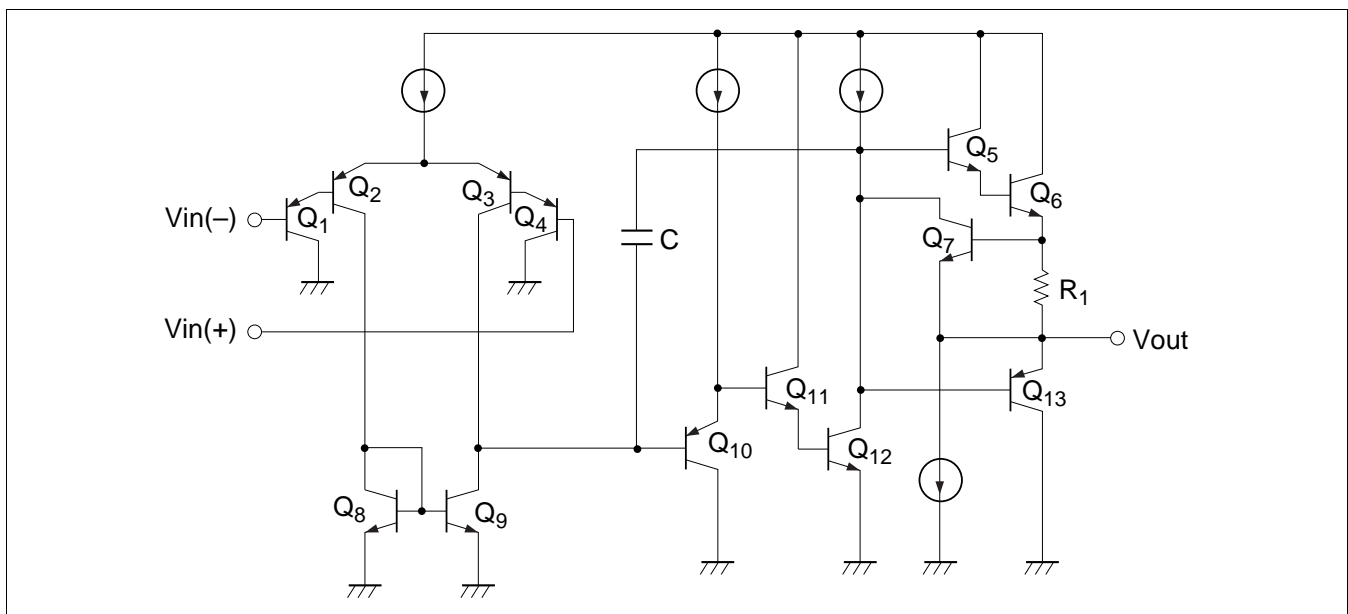 Q5
Q2
Q3
Q6
Vin(–)
Q1
Q4
Q7
C
R1
Vin(+)
Vout
Q11
Q13
Q10
Q12
Q8
Q9